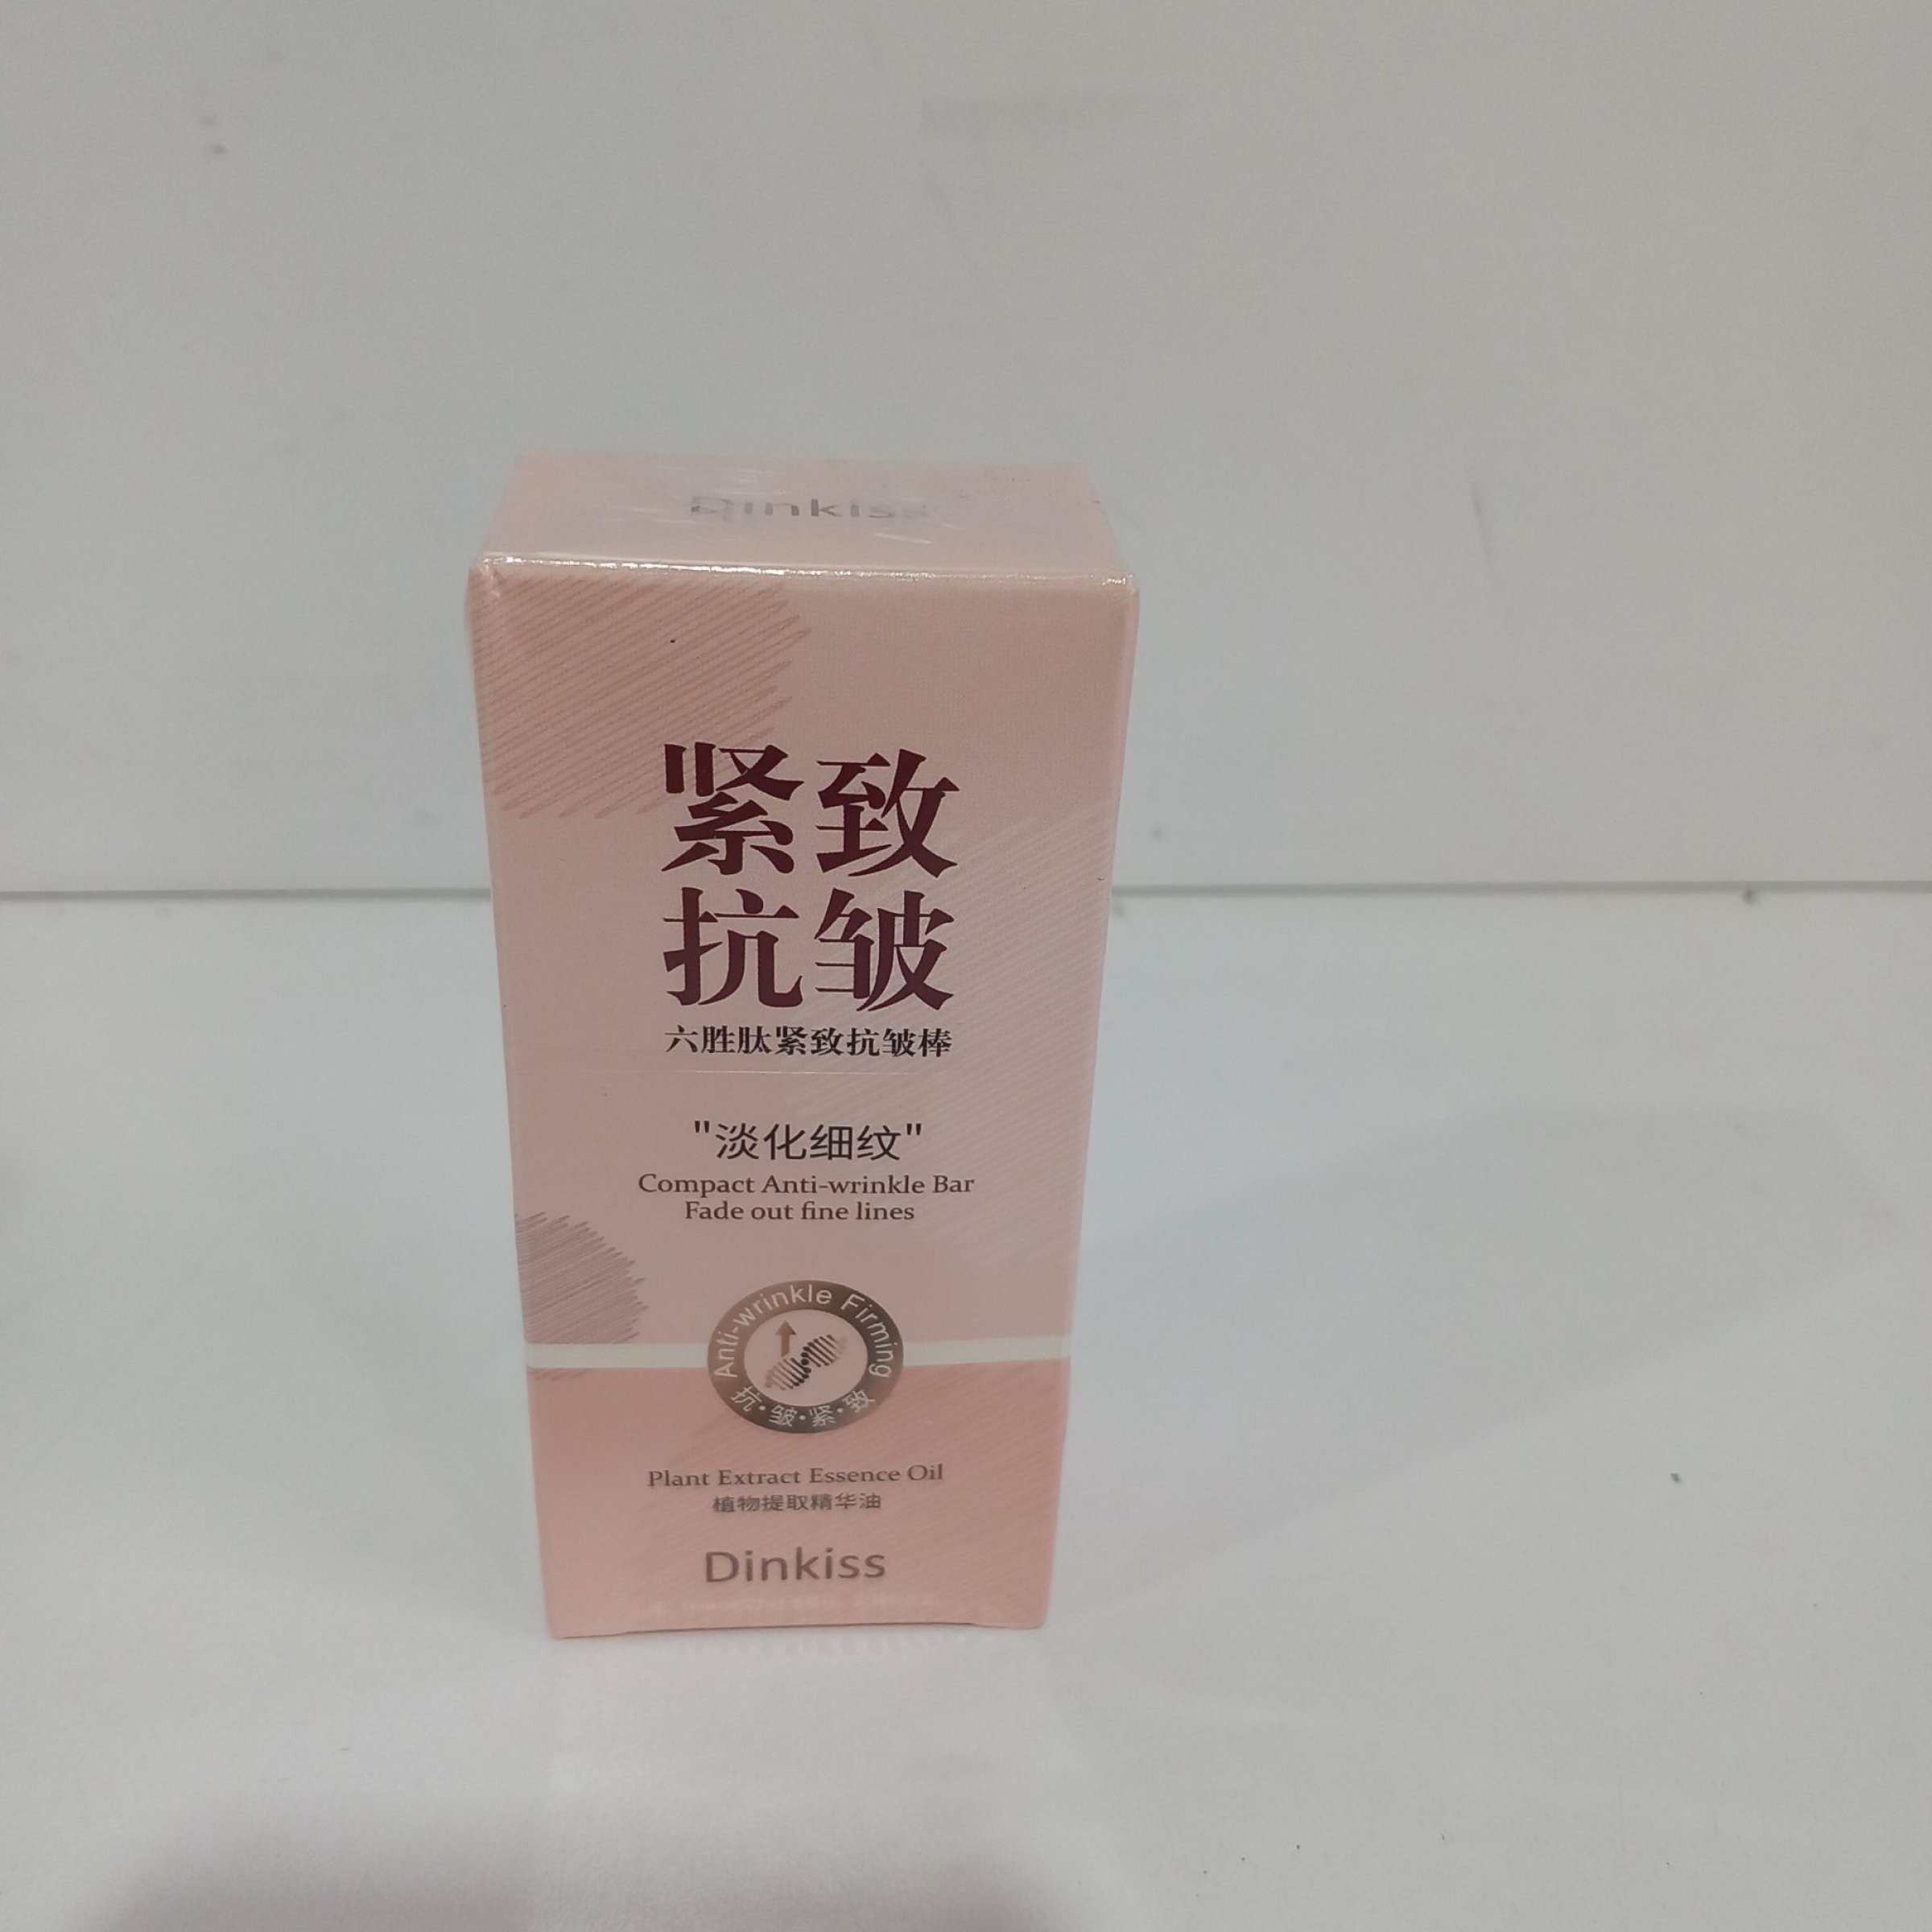 Dinkiss
紧致
抗皱
六胜肽紧致抗皱棒
"淡化细纹"
Compact Anti-wrinkle Bar
Fade out fine lines
Anti-wrinkle Firming
抗·皱·紧·致
Plant Extract Essence Oil
植物提取精华油
Dinkiss